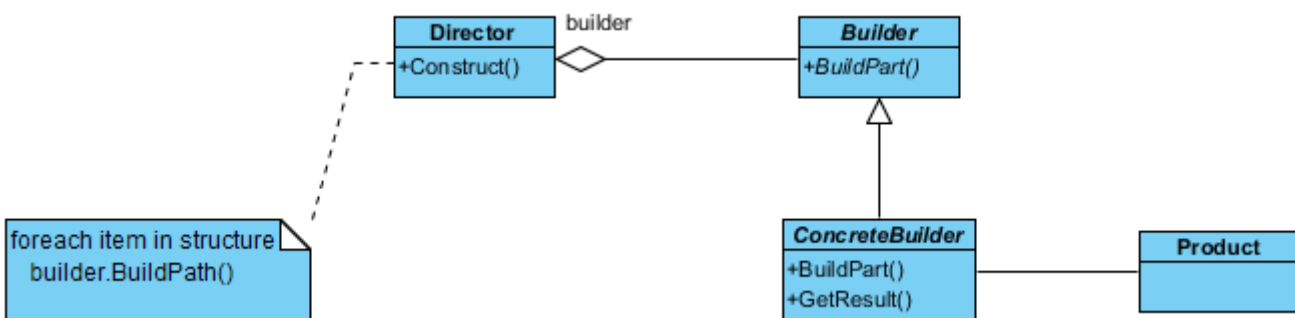 Director
+Construct()
builder
Builder
+BuildPart()
foreach item in structure
builder.BuildPath()
ConcreteBuilder
+BuildPart()
+GetResult()
Product